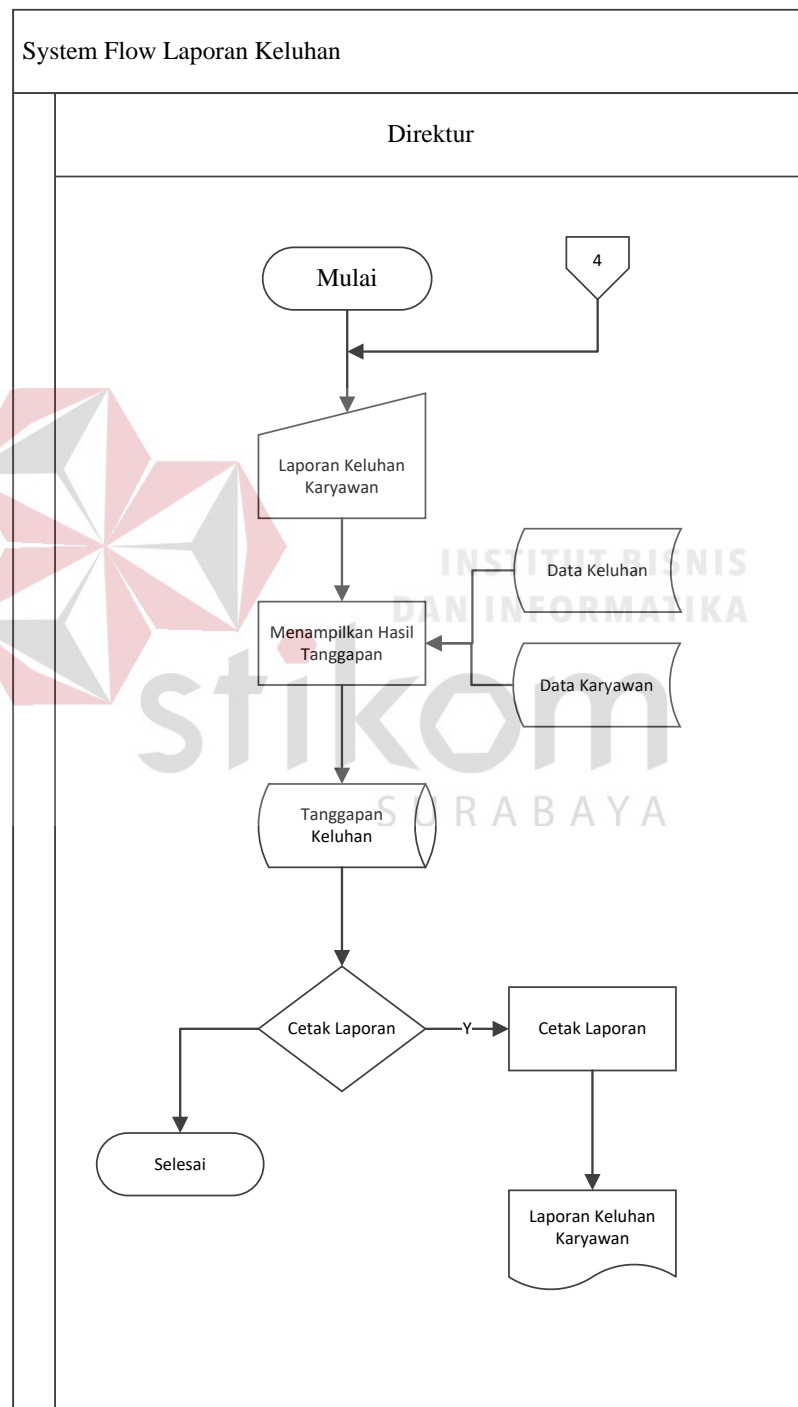 System Flow Laporan Keluhan
Direktur
Mulai
4
Laporan Keluhan
Karyawan
INSTITUT BISNIS
DAN INFORMATIKA
Data Keluhan
Menampilkan Hasil
Tanggapan
Data Karyawan
stikom
SURABAYA
Tanggapan
Keluhan
Cetak Laporan
Y
Cetak Laporan
Selesai
Laporan Keluhan
Karyawan